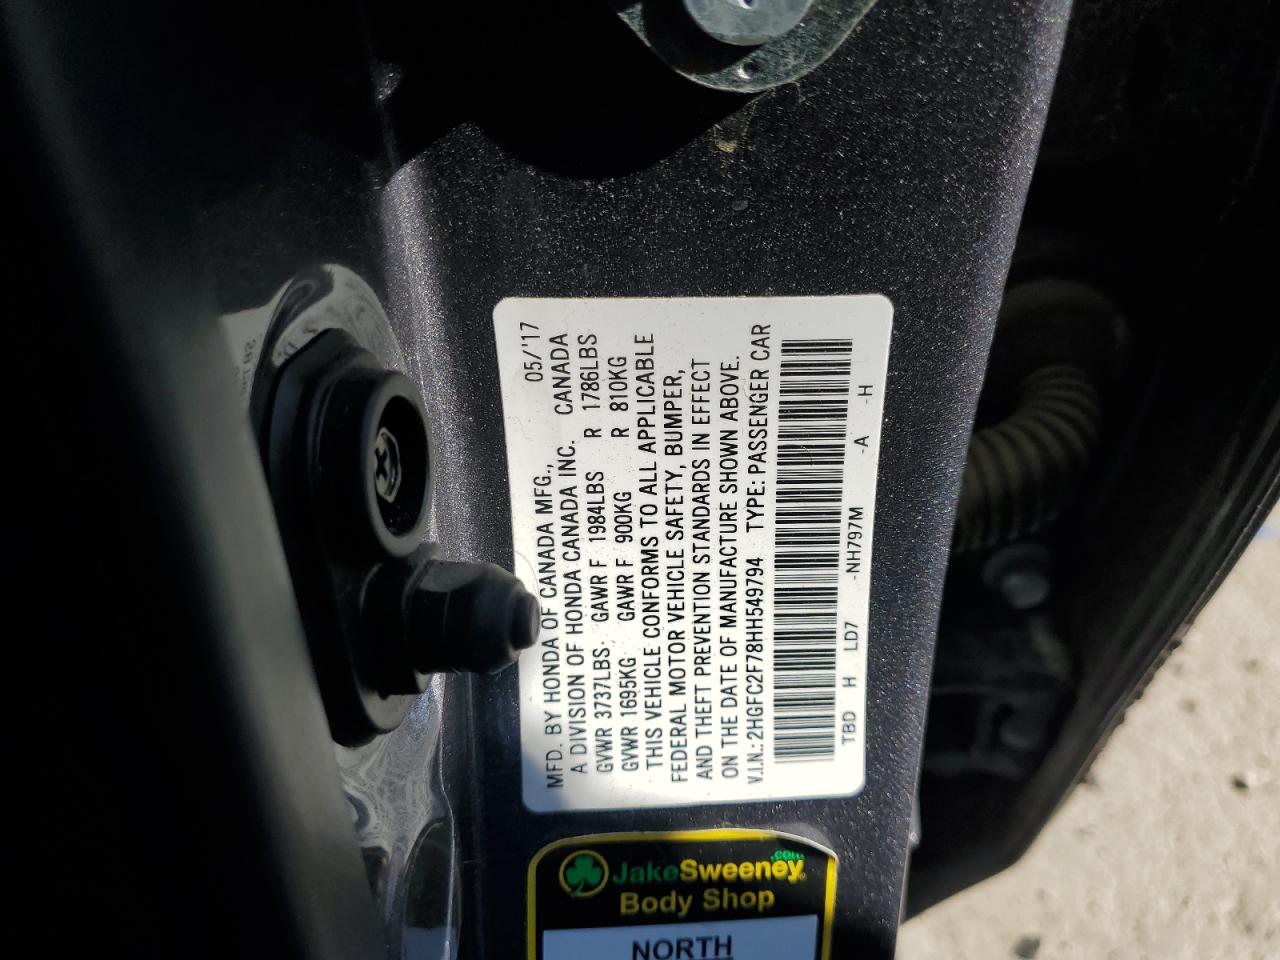 MFD. BY HONDA OF CANADA MFG., 05/'17
A DIVISION OF HONDA CANADA INC. CANADA
GVWR 3737LBS GAWR F 1984LBS R 1786LBS
GVWR 1695KG GAWR F 900KG R 810KG
THIS VEHICLE CONFORMS TO ALL APPLICABLE
FEDERAL MOTOR VEHICLE SAFETY, BUMPER,
AND THEFT PREVENTION STANDARDS IN EFFECT
ON THE DATE OF MANUFACTURE SHOWN ABOVE.
V.I.N.: 2HGFC2F78HH549794 TYPE: PASSENGER CAR
TBD H LD7 -NH797M -A -H
JakeSweeney.com
Body Shop
NORTH